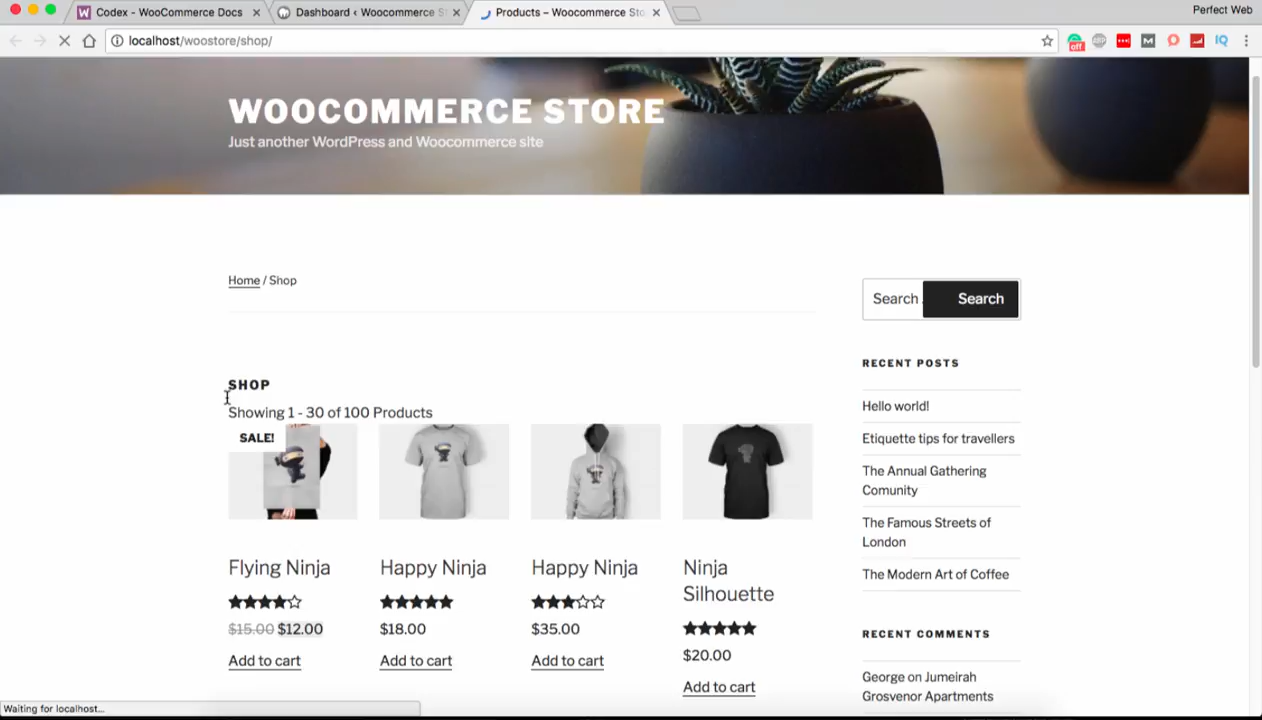 Codex - WooCommerce Docs
Dashboard ‹ Woocommerce S
Products – Woocommerce Sto
Perfect Web
localhost/woostore/shop/
off
ABP
M
IQ
WOOCOMMERCE STORE
Just another WordPress and Woocommerce site
Home / Shop
Search
Search
SHOP
Showing 1 - 30 of 100 Products
SALE!
Flying Ninja
$15.00 $12.00
Add to cart
Happy Ninja
$18.00
Add to cart
Happy Ninja
$35.00
Add to cart
Ninja
Silhouette
$20.00
Add to cart
RECENT POSTS
Hello world!
Etiquette tips for travellers
The Annual Gathering
Comunity
The Famous Streets of
London
The Modern Art of Coffee
RECENT COMMENTS
George on Jumeirah
Grosvenor Apartments
Waiting for localhost...